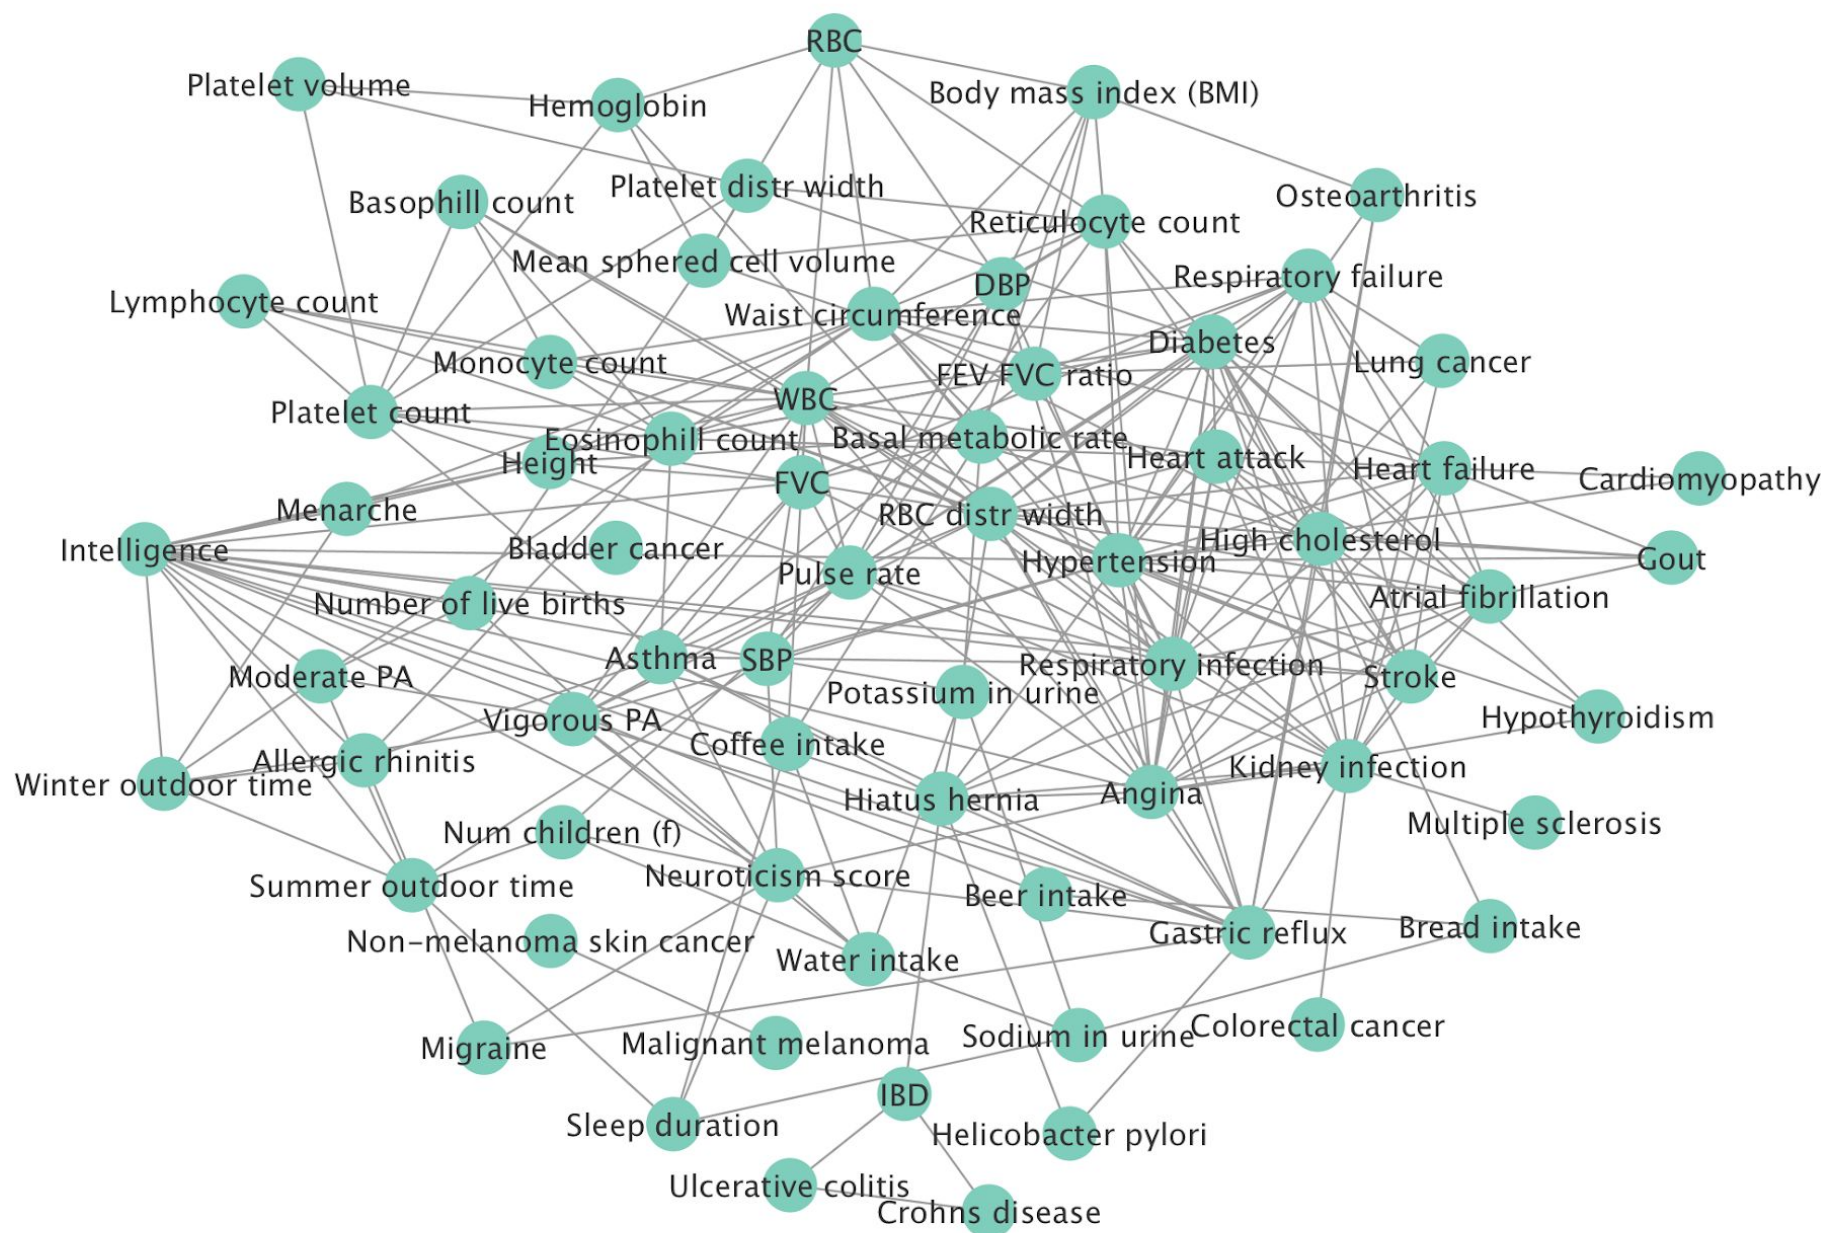 RBC
Platelet volume
Body mass index (BMI)
Hemoglobin
Platelet distr width
Osteoarthritis
Basophill count
Reticulocyte count
Mean sphered cell volume
Respiratory failure
DBP
Lymphocyte count
Waist circumference
Diabetes
Monocyte count
Lung cancer
FEV FVC ratio
WBC
Platelet count
Eosinophill count
Basal metabolic rate
Heart attack
Height
Heart failure
Cardiomyopathy
FVC
Menarche
RBC distr width
High cholesterol
Intelligence
Bladder cancer
Hypertension
Gout
Pulse rate
Atrial fibrillation
Number of live births
Asthma
SBP
Respiratory infection
Moderate PA
Stroke
Potassium in urine
Vigorous PA
Hypothyroidism
Coffee intake
Allergic rhinitis
Kidney infection
Winter outdoor time
Hiatus hernia
Angina
Multiple sclerosis
Num children (f)
Neuroticism score
Summer outdoor time
Beer intake
Bread intake
Gastric reflux
Non-melanoma skin cancer
Water intake
Colorectal cancer
Sodium in urine
Malignant melanoma
Migraine
IBD
Sleep duration
Helicobacter pylori
Ulcerative colitis
Crohns disease